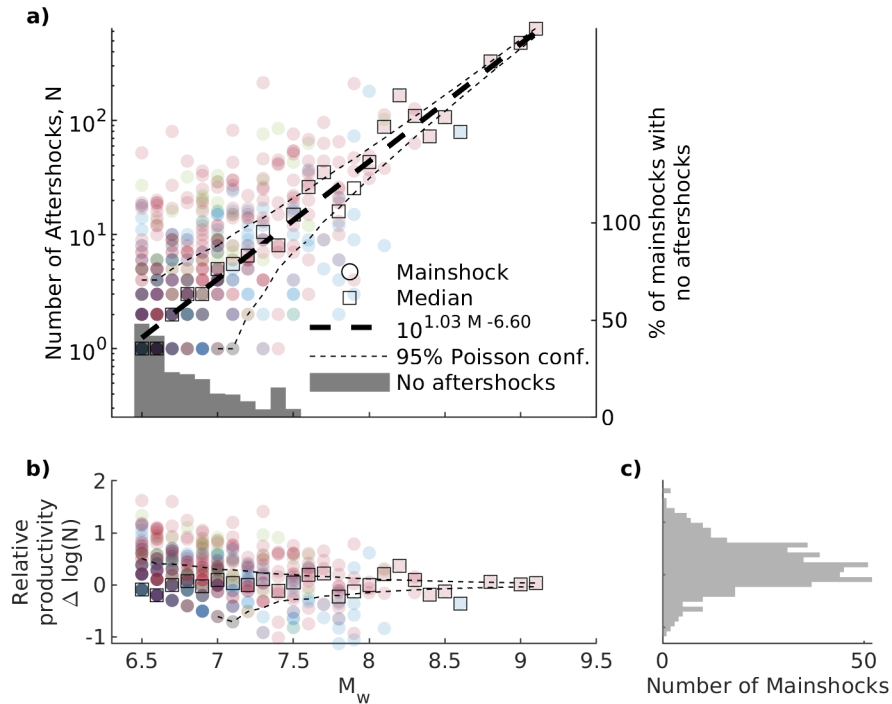 a)
Number of Aftershocks, N
10^2
10^1
10^0
% of mainshocks with
no aftershocks
100
50
0
Mainshock
Median
10^1.03 M -6.60
95% Poisson conf.
No aftershocks
b)
Relative
productivity
Δ log(N)
2
1
0
-1
6.5 7 7.5 8 8.5 9 9.5
M_w
c)
0 50
Number of Mainshocks